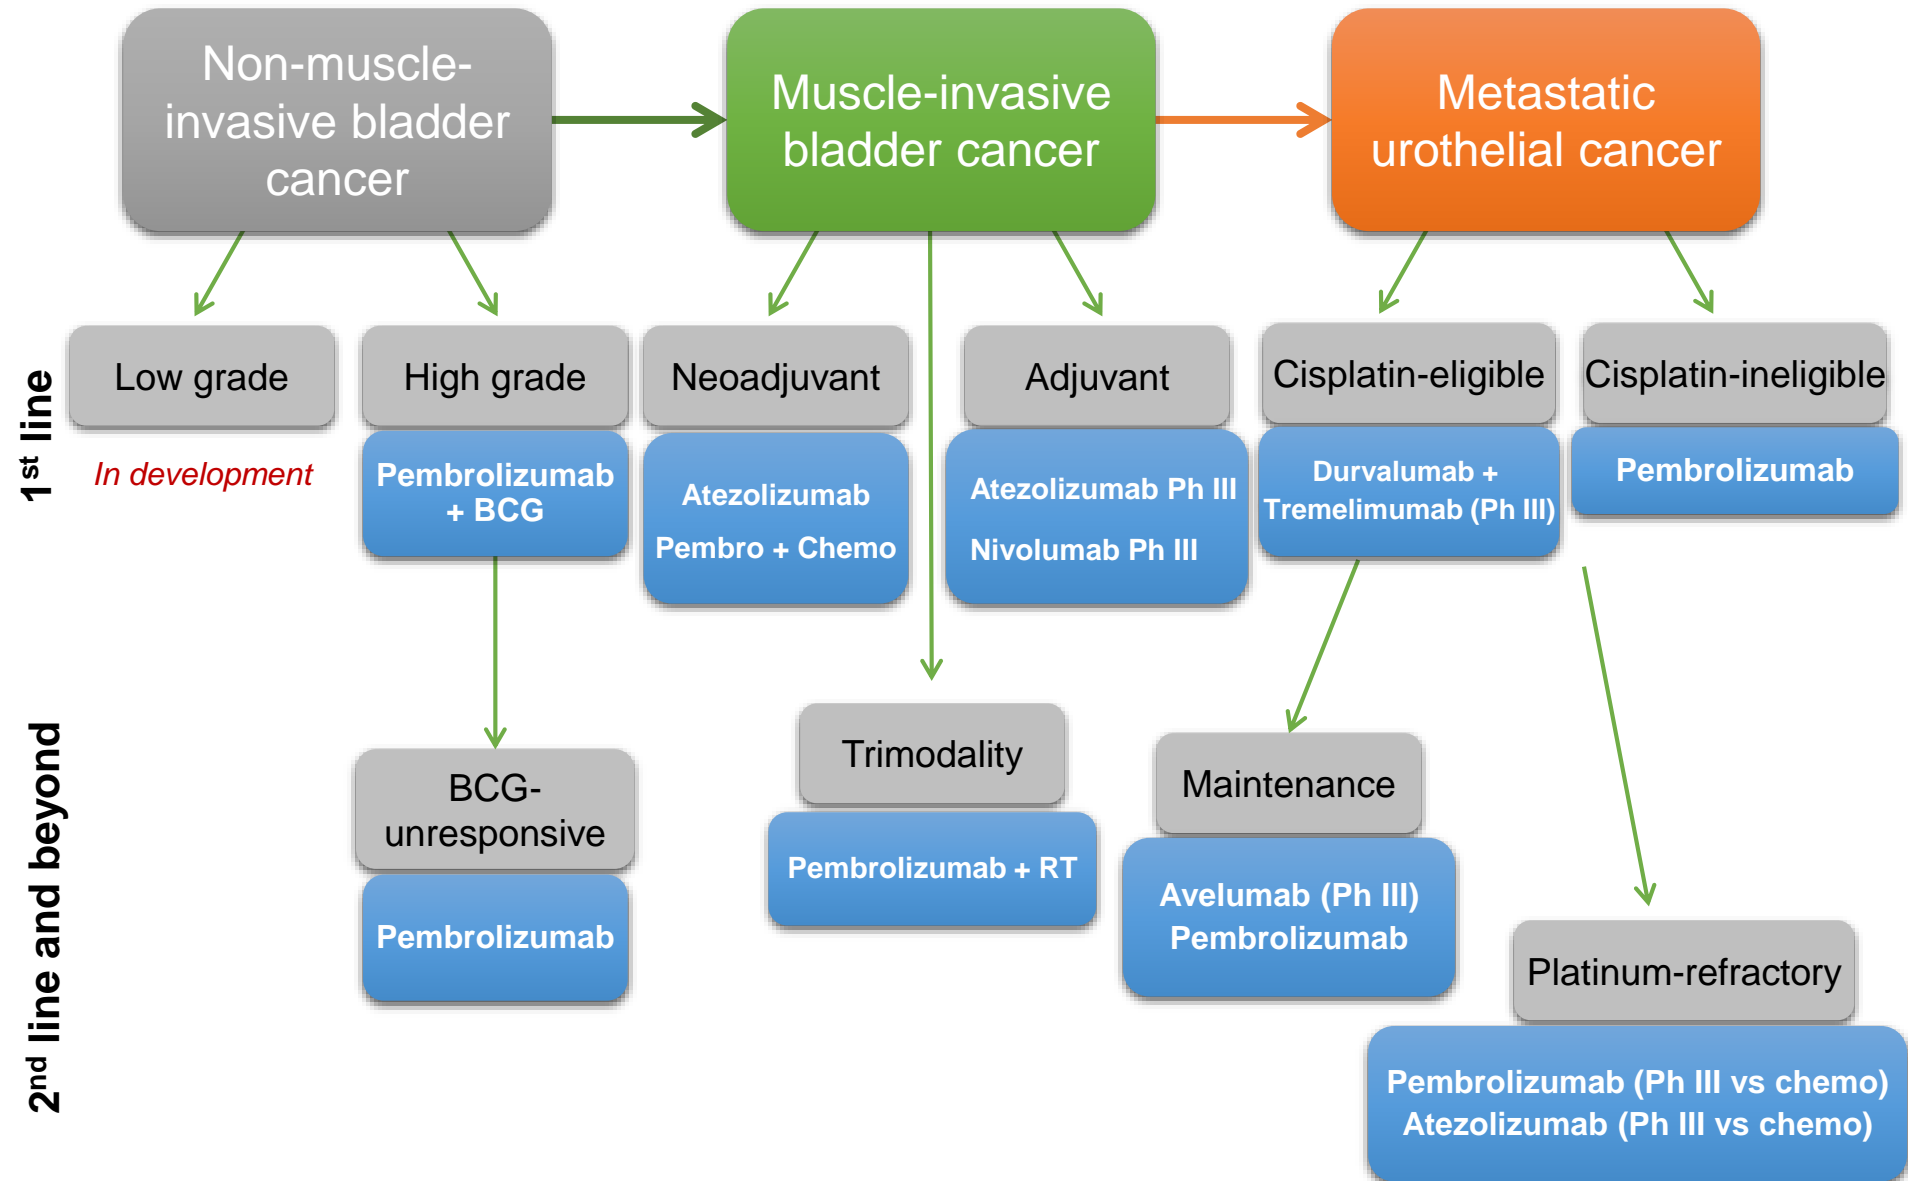 Non-muscle-
invasive bladder
cancer
Muscle-invasive
bladder cancer
Metastatic
urothelial cancer
1st line
Low grade
In development
High grade
Pembrolizumab
+ BCG
Neoadjuvant
Atezolizumab
Pembro + Chemo
Adjuvant
Atezolizumab Ph III
Nivolumab Ph III
Cisplatin-eligible
Durvalumab +
Tremelimumab (Ph III)
Cisplatin-ineligible
Pembrolizumab
2nd line and beyond
BCG-
unresponsive
Pembrolizumab
Trimodality
Pembrolizumab + RT
Maintenance
Avelumab (Ph III)
Pembrolizumab
Platinum-refractory
Pembrolizumab (Ph III vs chemo)
Atezolizumab (Ph III vs chemo)